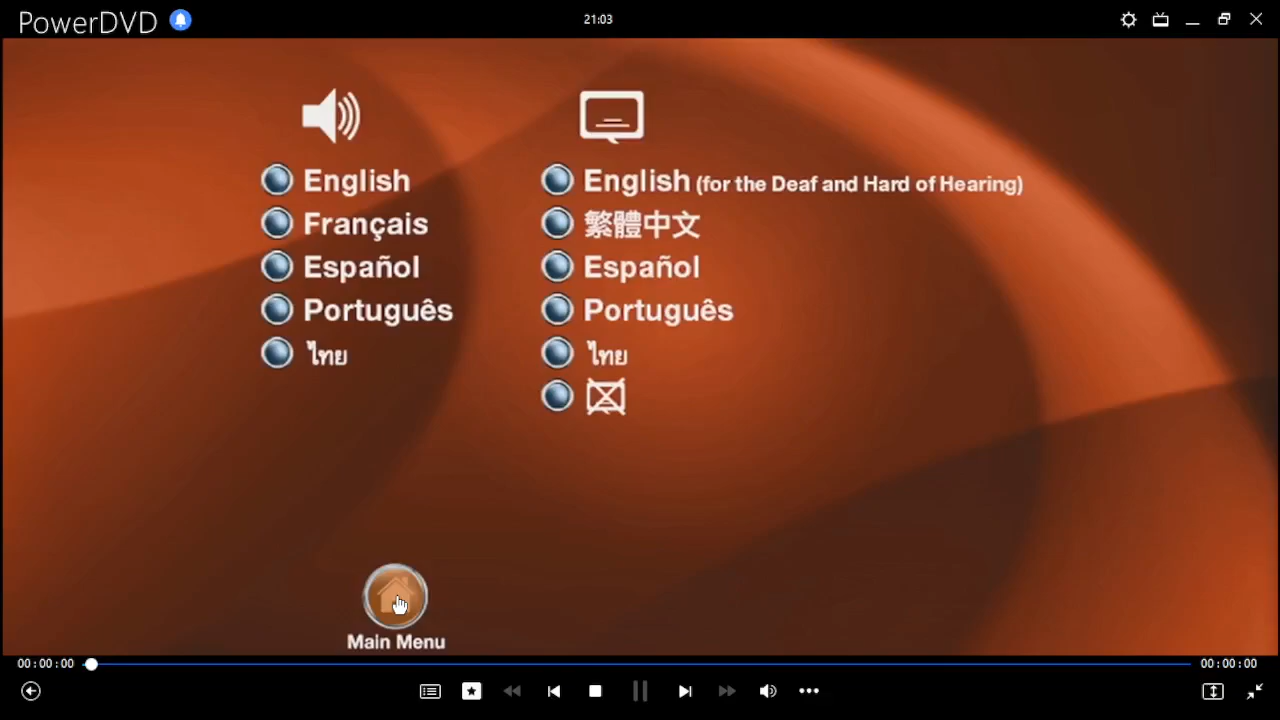 PowerDVD
21:03
English
Français
Español
Português
ไทย
English (for the Deaf and Hard of Hearing)
繁體中文
Español
Português
ไทย
Main Menu
00:00:00
00:00:00